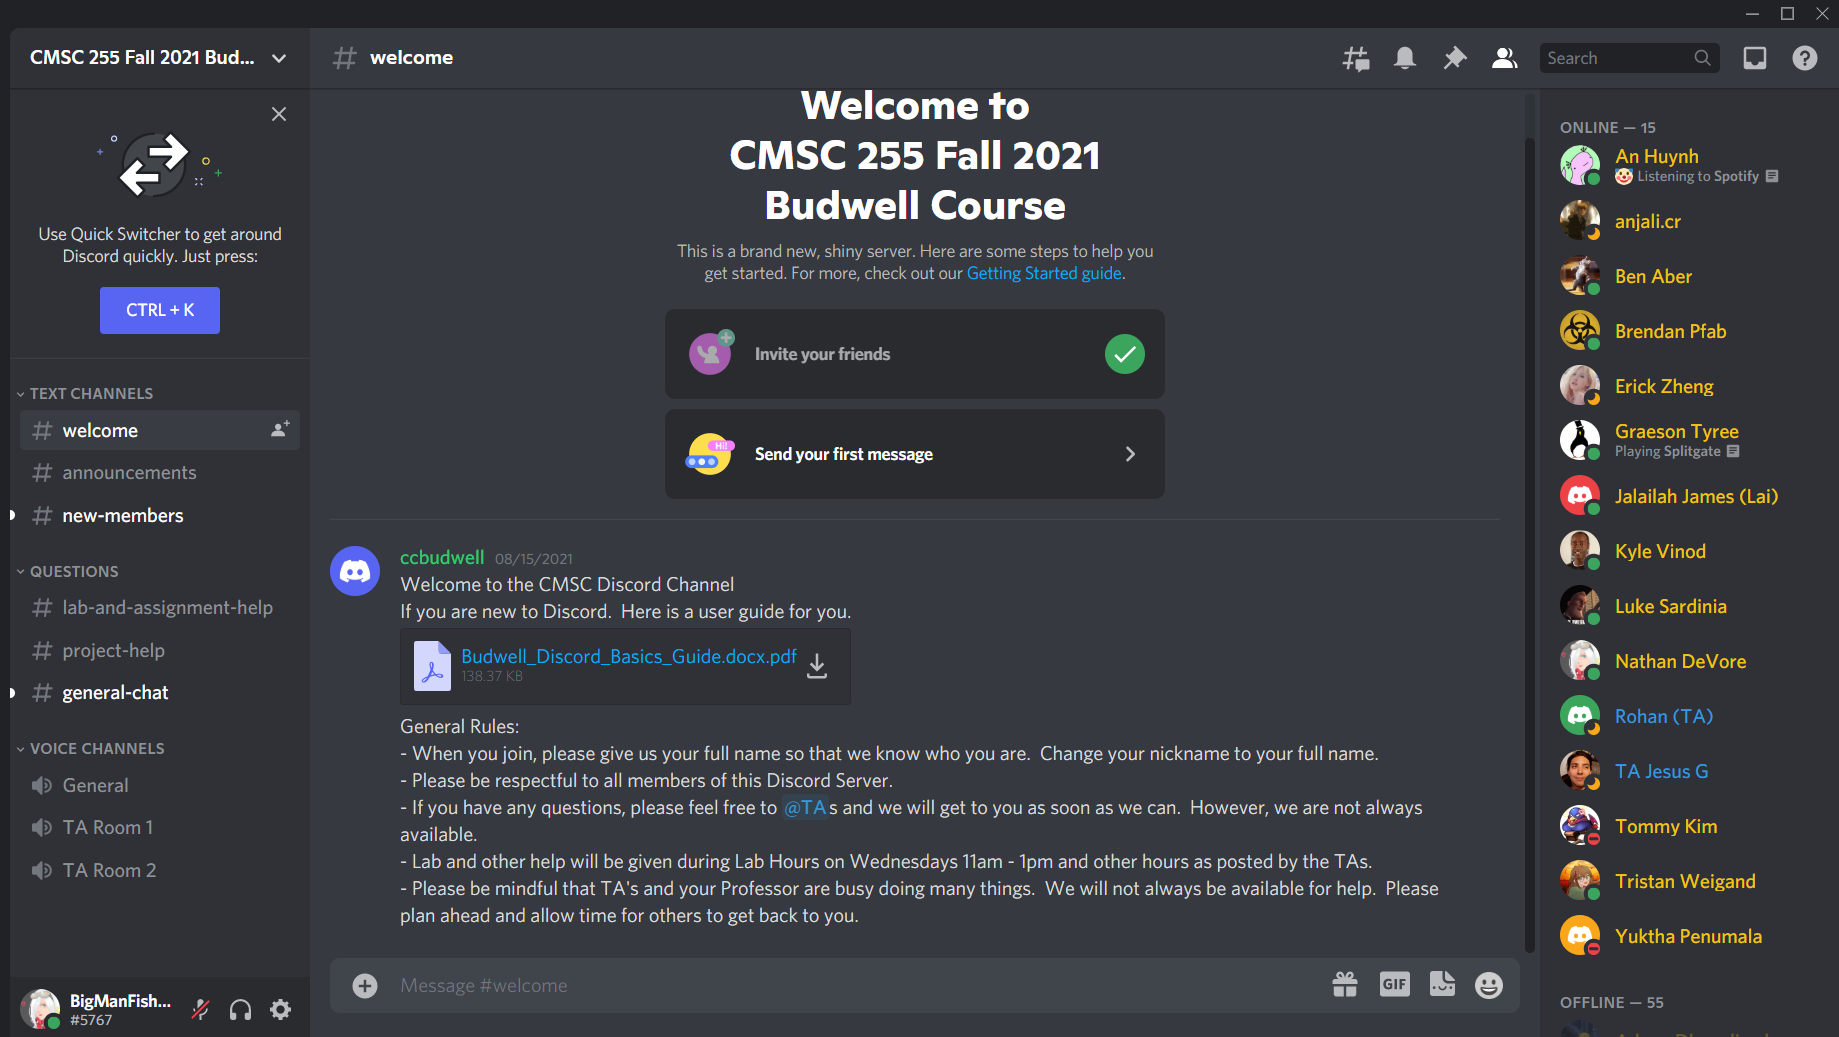 CMSC 255 Fall 2021 Bud...
Use Quick Switcher to get around
Discord quickly. Just press:
CTRL + K
TEXT CHANNELS
welcome
announcements
new-members
QUESTIONS
lab-and-assignment-help
project-help
general-chat
VOICE CHANNELS
General
TA Room 1
TA Room 2
BigManFish...
#5767
welcome
Search
Welcome to
CMSC 255 Fall 2021
Budwell Course
This is a brand new, shiny server. Here are some steps to help you
get started. For more, check out our Getting Started guide.
Invite your friends
Hi!
Send your first message
ccbudwell 08/15/2021
Welcome to the CMSC Discord Channel
If you are new to Discord.  Here is a user guide for you.
Budwell_Discord_Basics_Guide.docx.pdf
138.37 KB
General Rules:
- When you join, please give us your full name so that we know who you are.  Change your nickname to your full name.
- Please be respectful to all members of this Discord Server.
- If you have any questions, please feel free to @TAs and we will get to you as soon as we can.  However, we are not always
available.
- Lab and other help will be given during Lab Hours on Wednesdays 11am - 1pm and other hours as posted by the TAs.
- Please be mindful that TA's and your Professor are busy doing many things.  We will not always be available for help.  Please
plan ahead and allow time for others to get back to you.
Message #welcome
GIF
ONLINE — 15
An Huynh
Listening to Spotify
anjali.cr
Ben Aber
Brendan Pfab
Erick Zheng
Graeson Tyree
Playing Splitgate
Jalailah James (Lai)
Kyle Vinod
Luke Sardinia
Nathan DeVore
Rohan (TA)
TA Jesus G
Tommy Kim
Tristan Weigand
Yuktha Penumala
OFFLINE — 55